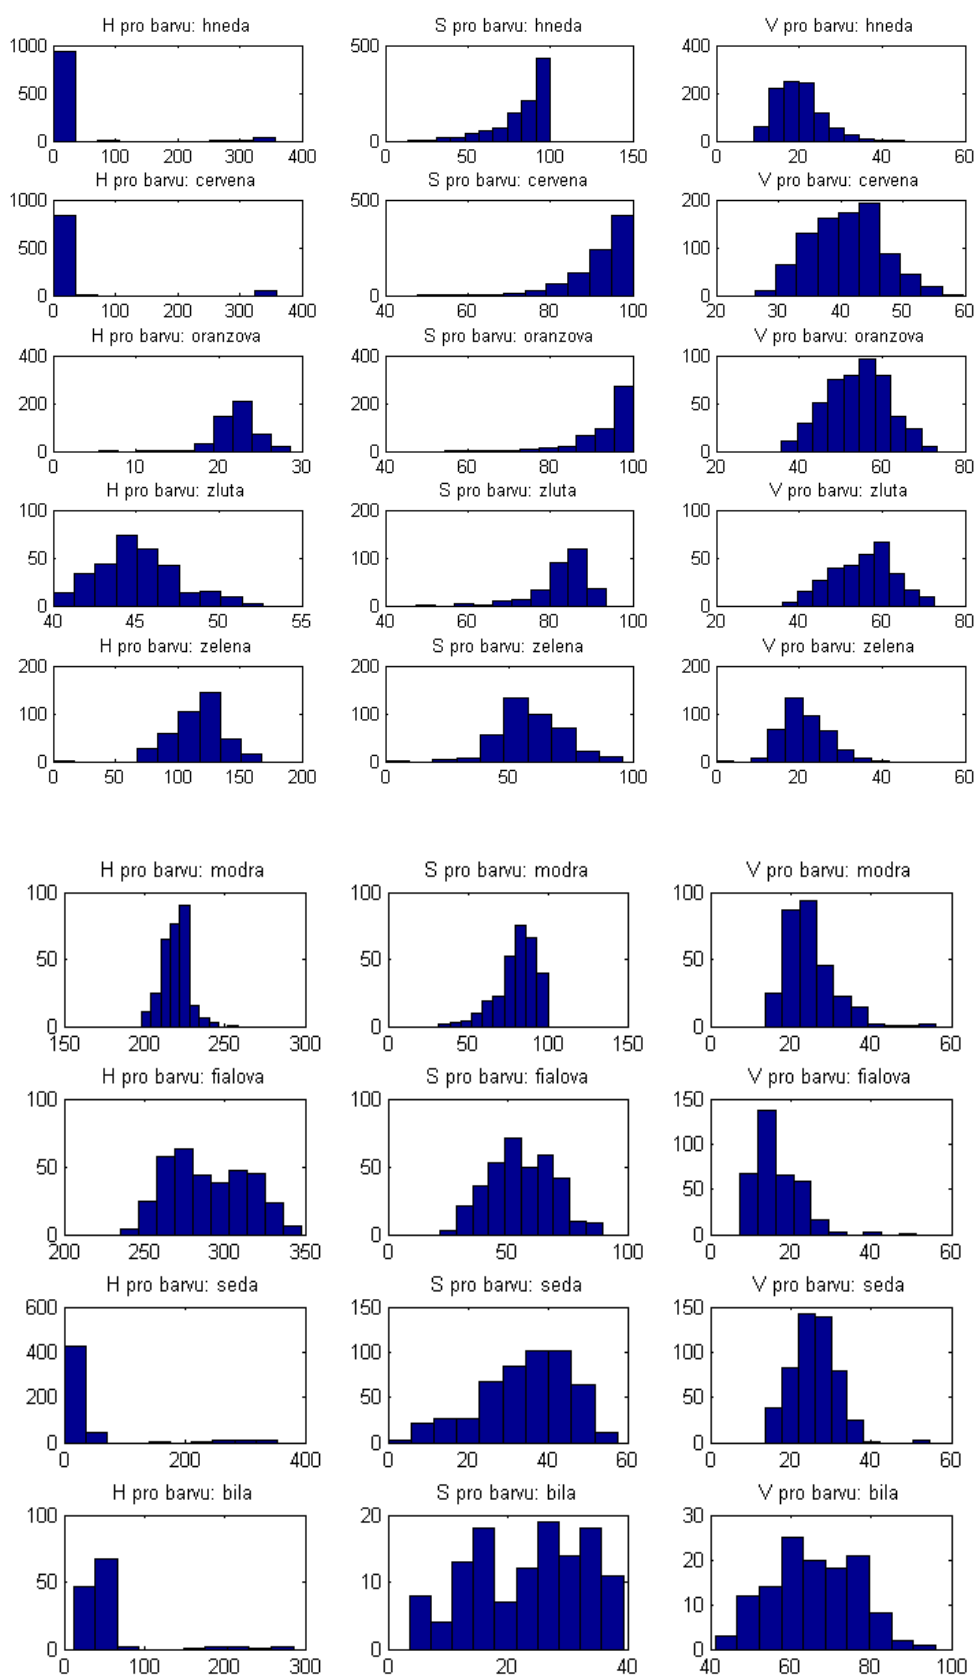 H pro barvu: hneda S pro barvu: hneda V pro barvu: hneda
1000 500 400
500 200
0 0 0
0 100 200 300 400 0 50 100 150 0 20 40 60
H pro barvu: cervena S pro barvu: cervena V pro barvu: cervena
1000 500 200
500 100
0 0 0
0 100 200 300 400 40 60 80 100 20 30 40 50 60
H pro barvu: oranzova S pro barvu: oranzova V pro barvu: oranzova
400 400 100
200 200 50
0 0 0
0 10 20 30 40 60 80 100 20 40 60 80
H pro barvu: zluta S pro barvu: zluta V pro barvu: zluta
100 200 100
50 100 50
0 0 0
40 45 50 55 40 60 80 100 20 40 60 80
H pro barvu: zelena S pro barvu: zelena V pro barvu: zelena
200 200 200
100 100 100
0 0 0
0 50 100 150 200 0 50 100 0 20 40 60
H pro barvu: modra S pro barvu: modra V pro barvu: modra
100 100 100
50 50 50
0 0 0
150 200 250 300 0 50 100 150 0 20 40 60
H pro barvu: fialova S pro barvu: fialova V pro barvu: fialova
100 100 150
50 50 100
50
0 0 0
200 250 300 350 0 50 100 0 20 40 60
H pro barvu: seda S pro barvu: seda V pro barvu: seda
600 150 150
400 100 100
200 50 50
0 0 0
0 200 400 0 20 40 60 0 20 40 60
H pro barvu: bila S pro barvu: bila V pro barvu: bila
100 20 30
20
50 10 10
0 0 0
0 100 200 300 0 20 40 40 60 80 100